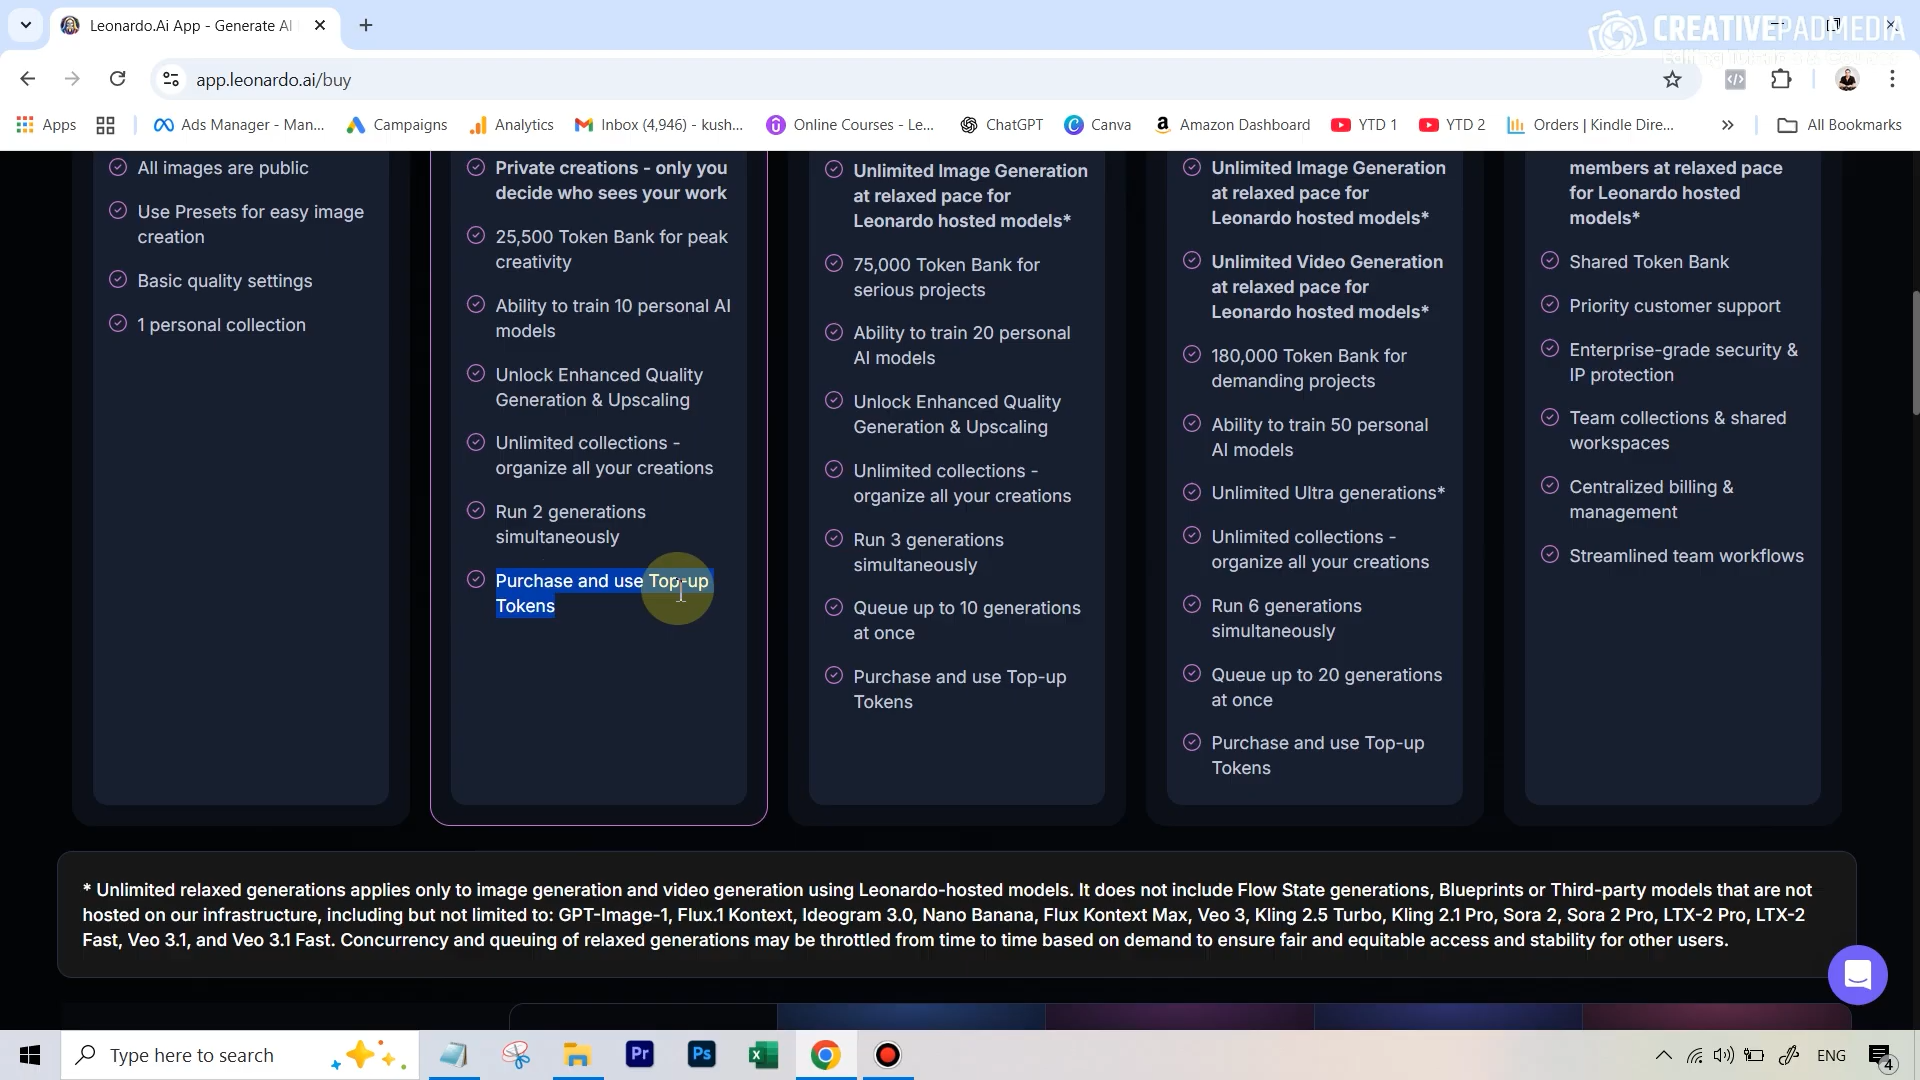 Leonardo.Ai App - Generate AI
CREATIVEPADMEDIA
app.leonardo.ai/buy
Apps
Ads Manager - Man...
Campaigns
Analytics
Inbox (4,946) - kush...
Online Courses - Le...
ChatGPT
Canva
Amazon Dashboard
YTD 1
YTD 2
Orders | Kindle Dire...
All Bookmarks
All images are public
Use Presets for easy image
creation
Basic quality settings
1 personal collection
Private creations - only you
decide who sees your work
25,500 Token Bank for peak
creativity
Ability to train 10 personal AI
models
Unlock Enhanced Quality
Generation & Upscaling
Unlimited collections -
organize all your creations
Run 2 generations
simultaneously
Purchase and use Top-up
Tokens
Unlimited Image Generation
at relaxed pace for
Leonardo hosted models*
75,000 Token Bank for
serious projects
Ability to train 20 personal
AI models
Unlock Enhanced Quality
Generation & Upscaling
Unlimited collections -
organize all your creations
Run 3 generations
simultaneously
Queue up to 10 generations
at once
Purchase and use Top-up
Tokens
Unlimited Image Generation
at relaxed pace for
Leonardo hosted models*
Unlimited Video Generation
at relaxed pace for
Leonardo hosted models*
180,000 Token Bank for
demanding projects
Ability to train 50 personal
AI models
Unlimited Ultra generations*
Unlimited collections -
organize all your creations
Run 6 generations
simultaneously
Queue up to 20 generations
at once
Purchase and use Top-up
Tokens
members at relaxed pace
for Leonardo hosted
models*
Shared Token Bank
Priority customer support
Enterprise-grade security &
IP protection
Team collections & shared
workspaces
Centralized billing &
management
Streamlined team workflows
* Unlimited relaxed generations applies only to image generation and video generation using Leonardo-hosted models. It does not include Flow State generations, Blueprints or Third-party models that are not
hosted on our infrastructure, including but not limited to: GPT-Image-1, Flux.1 Kontext, Ideogram 3.0, Nano Banana, Flux Kontext Max, Veo 3, Kling 2.5 Turbo, Kling 2.1 Pro, Sora 2, Sora 2 Pro, LTX-2 Pro, LTX-2
Fast, Veo 3.1, and Veo 3.1 Fast. Concurrency and queuing of relaxed generations may be throttled from time to time based on demand to ensure fair and equitable access and stability for other users.
Type here to search
Pr
Ps
ENG
4